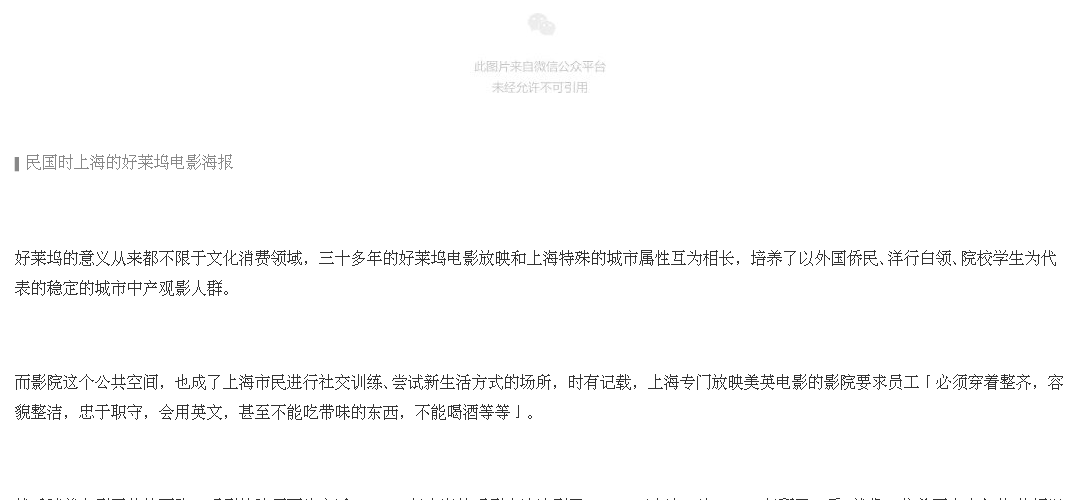 此图片来自微信公众平台
未经允许不可引用
民国时上海的好莱坞电影海报
好莱坞的意义从来都不限于文化消费领域，三十多年的好莱坞电影放映和上海特殊的城市属性互为相长，培养了以外国侨民、洋行白领、院校学生为代
表的稳定的城市中产观影人群。
而影院这个公共空间，也成了上海市民进行社交训练、尝试新生活方式的场所，时有记载，上海专门放映美英电影的影院要求员工「必须穿着整齐，容
貌整洁，忠于职守，会用英文，甚至不能吃带味的东西，不能喝酒等等」。